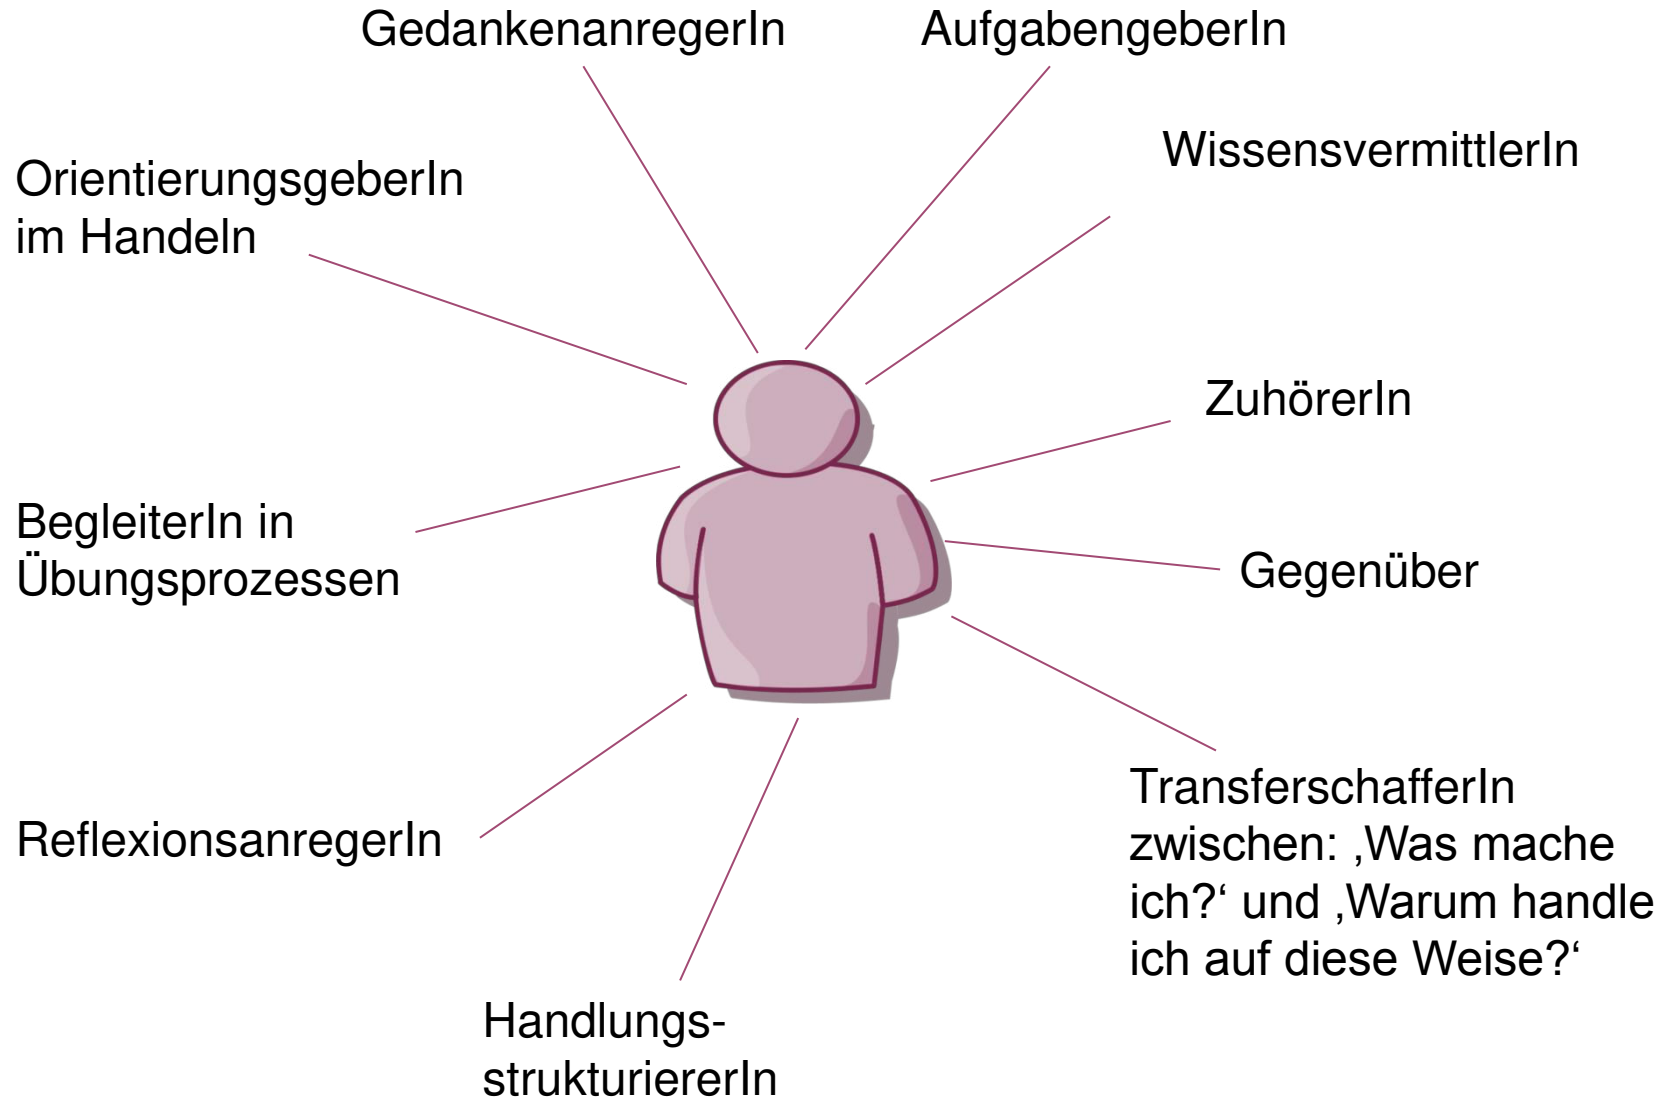 GedankenanregerIn
AufgabengeberIn
WissensvermittlerIn
OrientierungsgeberIn
im Handeln
ZuhörerIn
BegleiterIn in
Übungsprozessen
Gegenüber
ReflexionsanregerIn
TransferschafferIn
zwischen: ‚Was mache
ich?‘ und ‚Warum handle
ich auf diese Weise?‘
Handlungs-
strukturiererIn